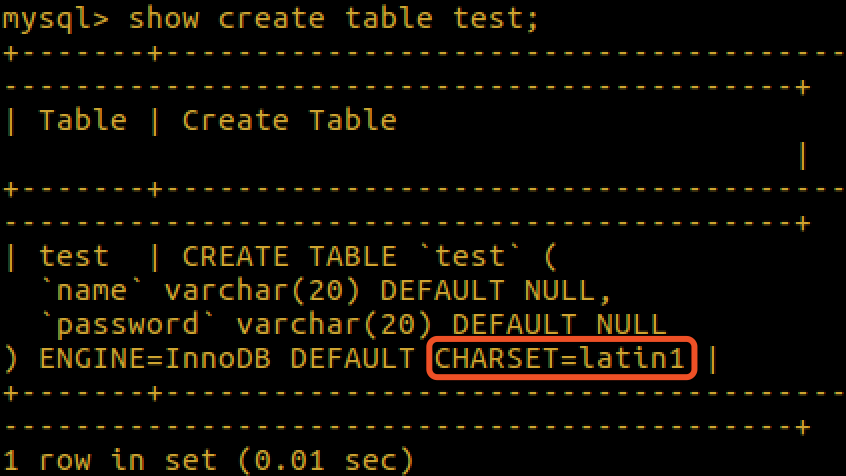 mysql> show create table test;
+-------+--------------------------------------
--------------------------------------------+
| Table | Create Table
                                            |
+-------+--------------------------------------
--------------------------------------------+
| test  | CREATE TABLE `test` (
  `name` varchar(20) DEFAULT NULL,
  `password` varchar(20) DEFAULT NULL
) ENGINE=InnoDB DEFAULT CHARSET=latin1 |
+-------+--------------------------------------
--------------------------------------------+
1 row in set (0.01 sec)